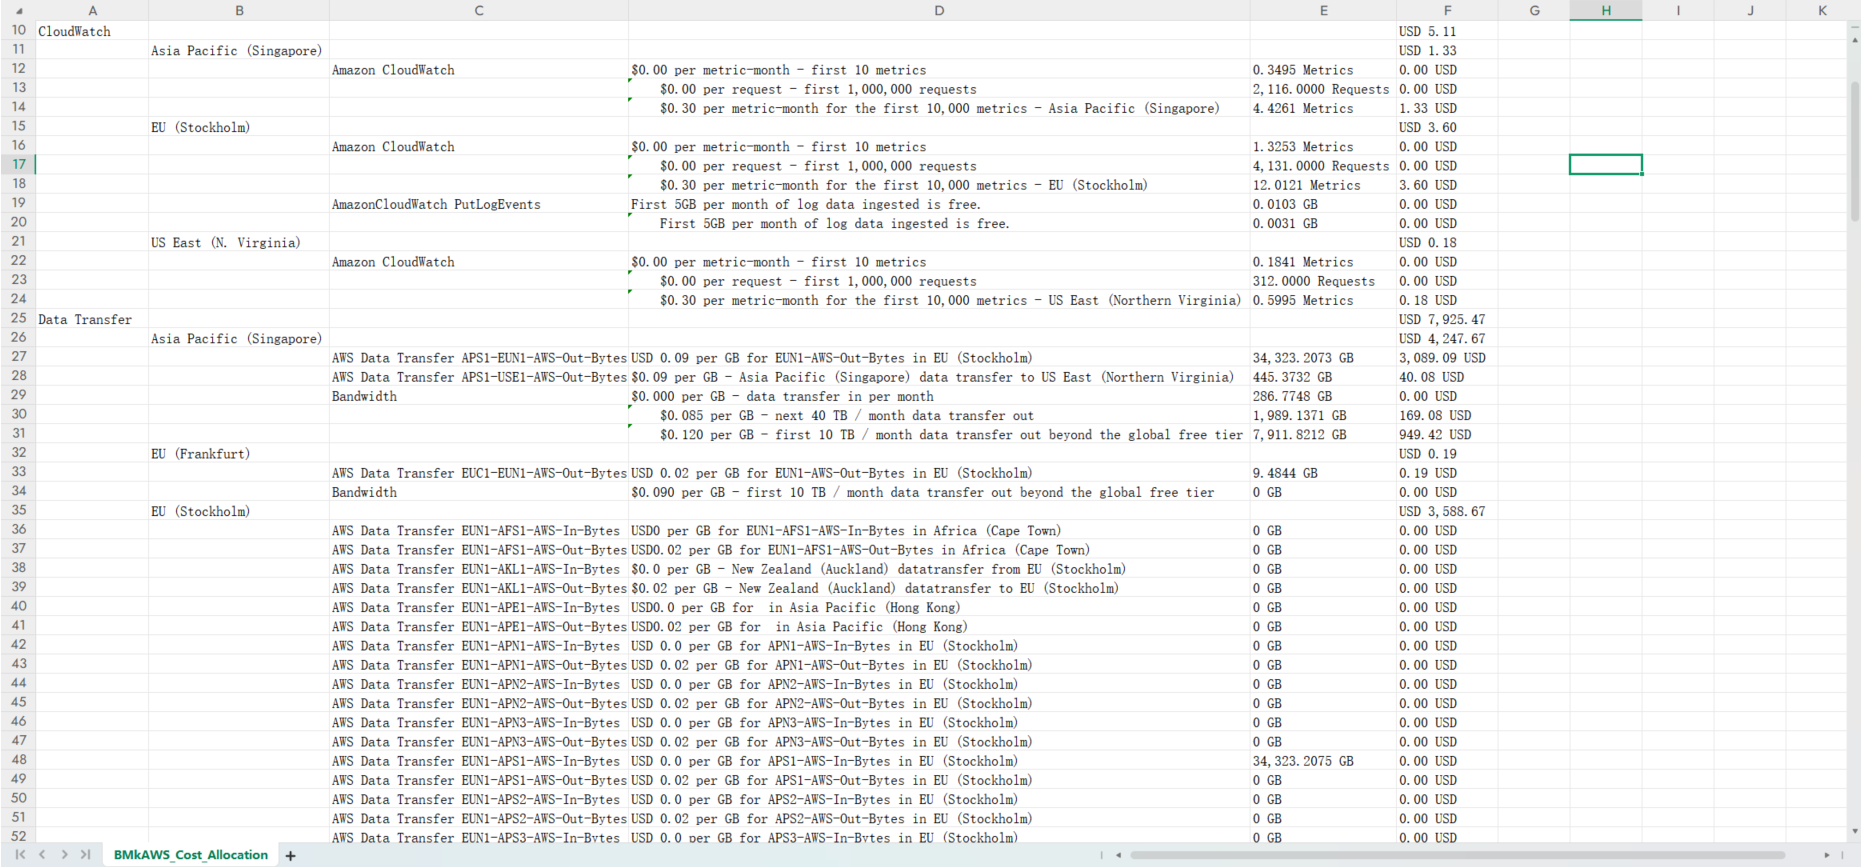 A B C D E F G H I J K
10 CloudWatch USD 5.11
11 Asia Pacific (Singapore) USD 1.33
12 Amazon CloudWatch $0.00 per metric-month - first 10 metrics 0.3495 Metrics 0.00 USD
13 $0.00 per request - first 1,000,000 requests 2,116.0000 Requests 0.00 USD
14 $0.30 per metric-month for the first 10,000 metrics - Asia Pacific (Singapore) 4.4261 Metrics 1.33 USD
15 EU (Stockholm) USD 3.60
16 Amazon CloudWatch $0.00 per metric-month - first 10 metrics 1.3253 Metrics 0.00 USD
17 $0.00 per request - first 1,000,000 requests 4,131.0000 Requests 0.00 USD
18 $0.30 per metric-month for the first 10,000 metrics - EU (Stockholm) 12.0121 Metrics 3.60 USD
19 AmazonCloudWatch PutLogEvents First 5GB per month of log data ingested is free. 0.0103 GB 0.00 USD
20 First 5GB per month of log data ingested is free. 0.0031 GB 0.00 USD
21 US East (N. Virginia) USD 0.18
22 Amazon CloudWatch $0.00 per metric-month - first 10 metrics 0.1841 Metrics 0.00 USD
23 $0.00 per request - first 1,000,000 requests 312.0000 Requests 0.00 USD
24 $0.30 per metric-month for the first 10,000 metrics - US East (Northern Virginia) 0.5995 Metrics 0.18 USD
25 Data Transfer USD 7,925.47
26 Asia Pacific (Singapore) USD 4,247.67
27 AWS Data Transfer APS1-EUN1-AWS-Out-Bytes USD 0.09 per GB for EUN1-AWS-Out-Bytes in EU (Stockholm) 34,323.2073 GB 3,089.09 USD
28 AWS Data Transfer APS1-USE1-AWS-Out-Bytes $0.09 per GB - Asia Pacific (Singapore) data transfer to US East (Northern Virginia) 445.3732 GB 40.08 USD
29 Bandwidth $0.000 per GB - data transfer in per month 286.7748 GB 0.00 USD
30 $0.085 per GB - next 40 TB / month data transfer out 1,989.1371 GB 169.08 USD
31 $0.120 per GB - first 10 TB / month data transfer out beyond the global free tier 7,911.8212 GB 949.42 USD
32 EU (Frankfurt) USD 0.19
33 AWS Data Transfer EUC1-EUN1-AWS-Out-Bytes USD 0.02 per GB for EUN1-AWS-Out-Bytes in EU (Stockholm) 9.4844 GB 0.19 USD
34 Bandwidth $0.090 per GB - first 10 TB / month data transfer out beyond the global free tier 0 GB 0.00 USD
35 EU (Stockholm) USD 3,588.67
36 AWS Data Transfer EUN1-AFS1-AWS-In-Bytes USD0 per GB for EUN1-AFS1-AWS-In-Bytes in Africa (Cape Town) 0 GB 0.00 USD
37 AWS Data Transfer EUN1-AFS1-AWS-Out-Bytes USD0.02 per GB for EUN1-AFS1-AWS-Out-Bytes in Africa (Cape Town) 0 GB 0.00 USD
38 AWS Data Transfer EUN1-AKL1-AWS-In-Bytes $0.0 per GB - New Zealand (Auckland) datatransfer from EU (Stockholm) 0 GB 0.00 USD
39 AWS Data Transfer EUN1-AKL1-AWS-Out-Bytes $0.02 per GB - New Zealand (Auckland) datatransfer to EU (Stockholm) 0 GB 0.00 USD
40 AWS Data Transfer EUN1-APE1-AWS-In-Bytes USD0.0 per GB for  in Asia Pacific (Hong Kong) 0 GB 0.00 USD
41 AWS Data Transfer EUN1-APE1-AWS-Out-Bytes USD0.02 per GB for  in Asia Pacific (Hong Kong) 0 GB 0.00 USD
42 AWS Data Transfer EUN1-APN1-AWS-In-Bytes USD 0.0 per GB for APN1-AWS-In-Bytes in EU (Stockholm) 0 GB 0.00 USD
43 AWS Data Transfer EUN1-APN1-AWS-Out-Bytes USD 0.02 per GB for APN1-AWS-Out-Bytes in EU (Stockholm) 0 GB 0.00 USD
44 AWS Data Transfer EUN1-APN2-AWS-In-Bytes USD 0.0 per GB for APN2-AWS-In-Bytes in EU (Stockholm) 0 GB 0.00 USD
45 AWS Data Transfer EUN1-APN2-AWS-Out-Bytes USD 0.02 per GB for APN2-AWS-Out-Bytes in EU (Stockholm) 0 GB 0.00 USD
46 AWS Data Transfer EUN1-APN3-AWS-In-Bytes USD 0.0 per GB for APN3-AWS-In-Bytes in EU (Stockholm) 0 GB 0.00 USD
47 AWS Data Transfer EUN1-APN3-AWS-Out-Bytes USD 0.02 per GB for APN3-AWS-Out-Bytes in EU (Stockholm) 0 GB 0.00 USD
48 AWS Data Transfer EUN1-APS1-AWS-In-Bytes USD 0.0 per GB for APS1-AWS-In-Bytes in EU (Stockholm) 34,323.2075 GB 0.00 USD
49 AWS Data Transfer EUN1-APS1-AWS-Out-Bytes USD 0.02 per GB for APS1-AWS-Out-Bytes in EU (Stockholm) 0 GB 0.00 USD
50 AWS Data Transfer EUN1-APS2-AWS-In-Bytes USD 0.0 per GB for APS2-AWS-In-Bytes in EU (Stockholm) 0 GB 0.00 USD
51 AWS Data Transfer EUN1-APS2-AWS-Out-Bytes USD 0.02 per GB for APS2-AWS-Out-Bytes in EU (Stockholm) 0 GB 0.00 USD
52 AWS Data Transfer EUN1-APS3-AWS-In-Bytes USD 0.0 per GB for APS3-AWS-In-Bytes in EU (Stockholm) 0 GB 0.00 USD
BMkAWS_Cost_Allocation +